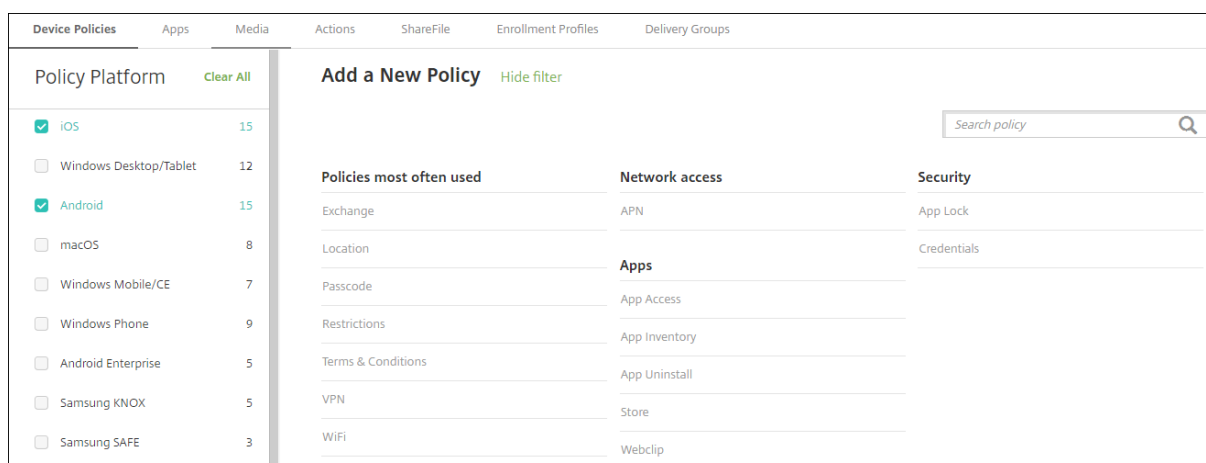 Device Policies Apps Media Actions ShareFile Enrollment Profiles Delivery Groups
Policy Platform Clear All
iOS 15
Windows Desktop/Tablet 12
Android 15
macOS 8
Windows Mobile/CE 7
Windows Phone 9
Android Enterprise 5
Samsung KNOX 5
Samsung SAFE 3
Add a New Policy Hide filter
Search policy
Policies most often used
Exchange
Location
Passcode
Restrictions
Terms & Conditions
VPN
WiFi
Network access
APN
Apps
App Access
App Inventory
App Uninstall
Store
Webclip
Security
App Lock
Credentials